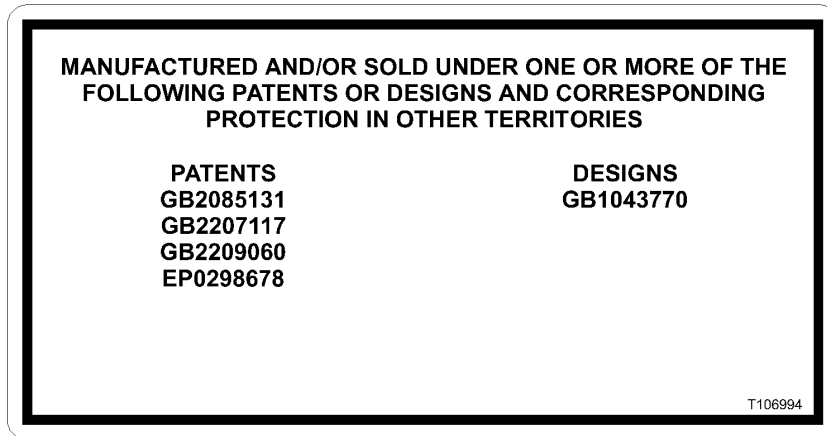 MANUFACTURED AND/OR SOLD UNDER ONE OR MORE OF THE
FOLLOWING PATENTS OR DESIGNS AND CORRESPONDING
PROTECTION IN OTHER TERRITORIES
PATENTS
GB2085131
GB2207117
GB2209060
EP0298678
DESIGNS
GB1043770
T106994